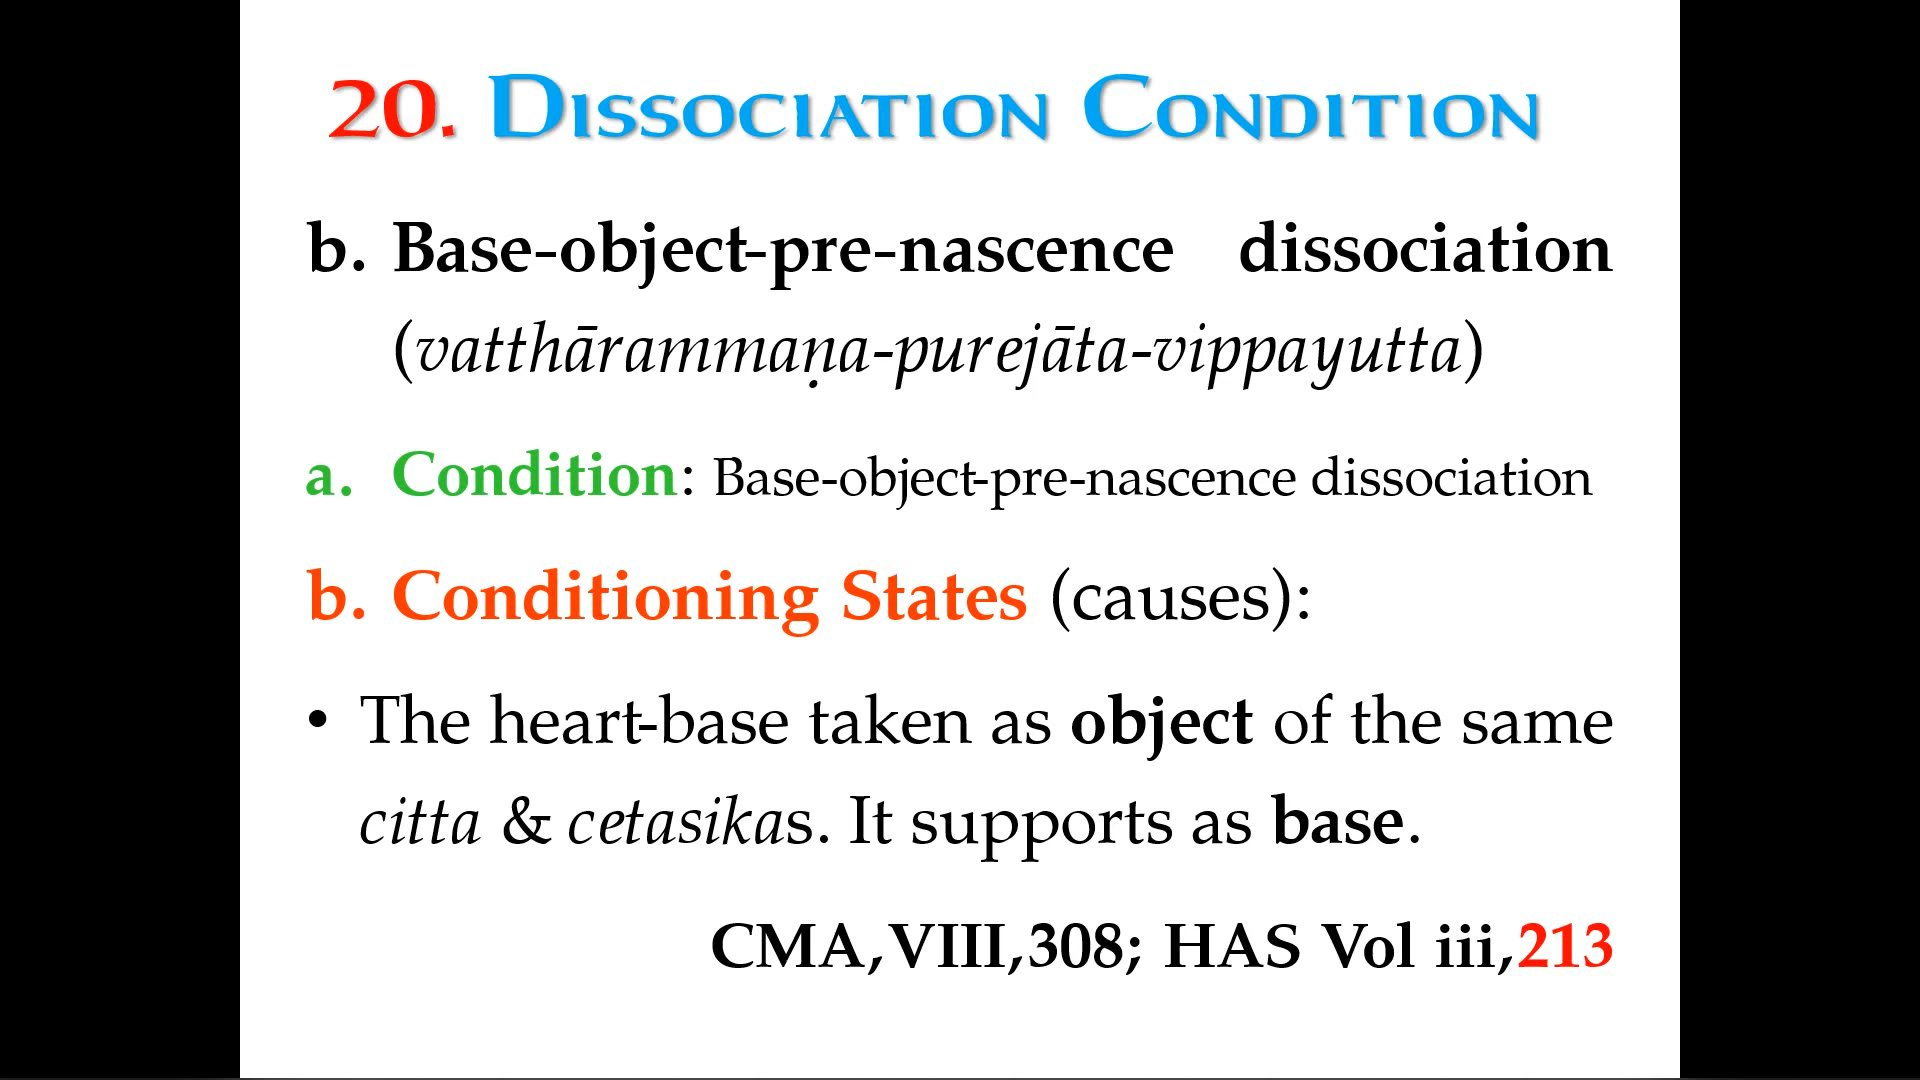 20. Dissociation Condition
b. Base-object-pre-nascence dissociation
(vatthārammaṇa-purejāta-vippayutta)
a. Condition: Base-object-pre-nascence dissociation
b. Conditioning States (causes):
• The heart-base taken as object of the same
citta & cetasikas. It supports as base.
CMA,VIII,308; HAS Vol iii,213